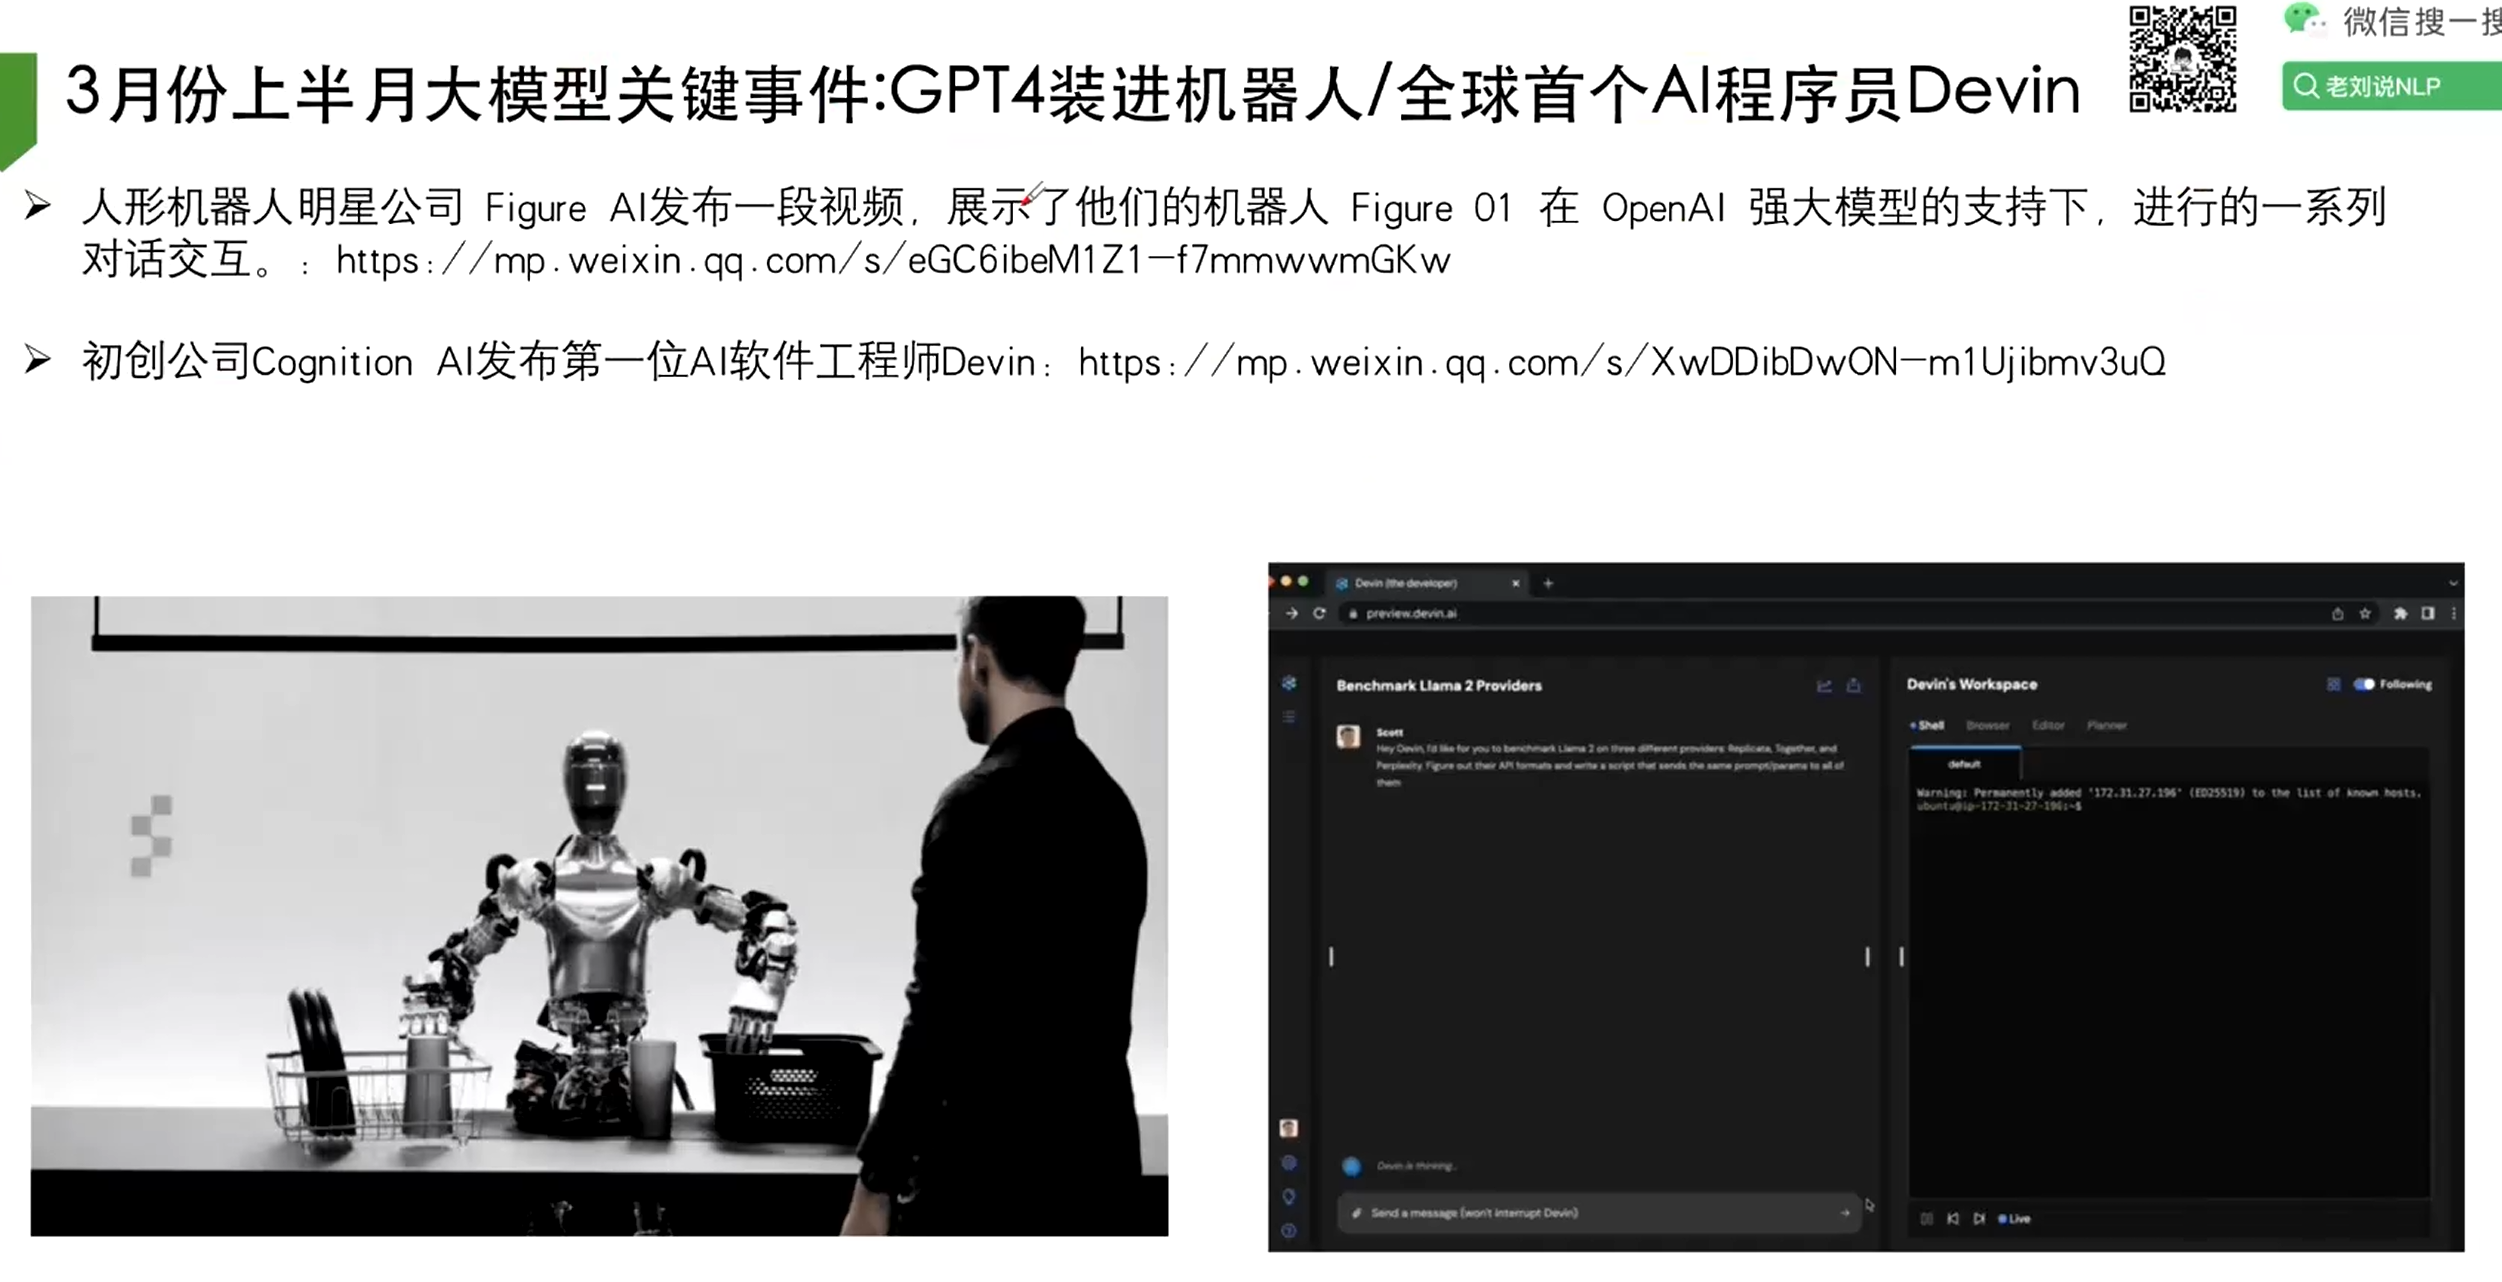 微信搜一搜
老刘说NLP
3月份上半月大模型关键事件:GPT4装进机器人/全球首个AI程序员Devin
人形机器人明星公司 Figure AI发布一段视频，展示了他们的机器人 Figure 01 在 OpenAI 强大模型的支持下，进行的一系列
对话交互。：https://mp.weixin.qq.com/s/eGC6ibeM1Z1-f7mmwwmGKw
初创公司Cognition AI发布第一位AI软件工程师Devin：https://mp.weixin.qq.com/s/XwDDibDwON-m1Ujibmv3uQ
Devin (the developer)
preview.devin.ai
Benchmark Llama 2 Providers
Scott
Hey Devin, I'd like for you to benchmark Llama 2 on three different providers: Replicate, Together, and
Perplexity. Figure out their API formats and write a script that sends the same prompt/params to all of
them
Devin is thinking...
Send a message (won't interrupt Devin)
Devin's Workspace
Following
Shell Browser Editor Planner
default
Warning: Permanently added '172.31.27.196' (ED25519) to the list of known hosts.
ubuntu@ip-172-31-27-196:~$
Live